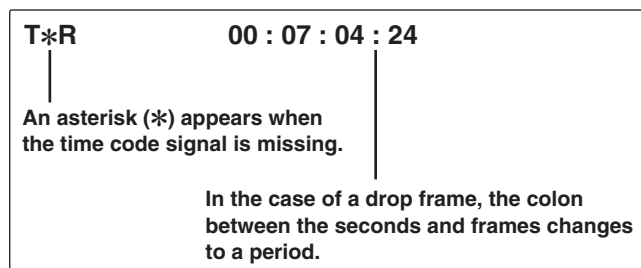 T*R 00 : 07 : 04 : 24
An asterisk (*) appears when
the time code signal is missing.
In the case of a drop frame, the colon
between the seconds and frames changes
to a period.